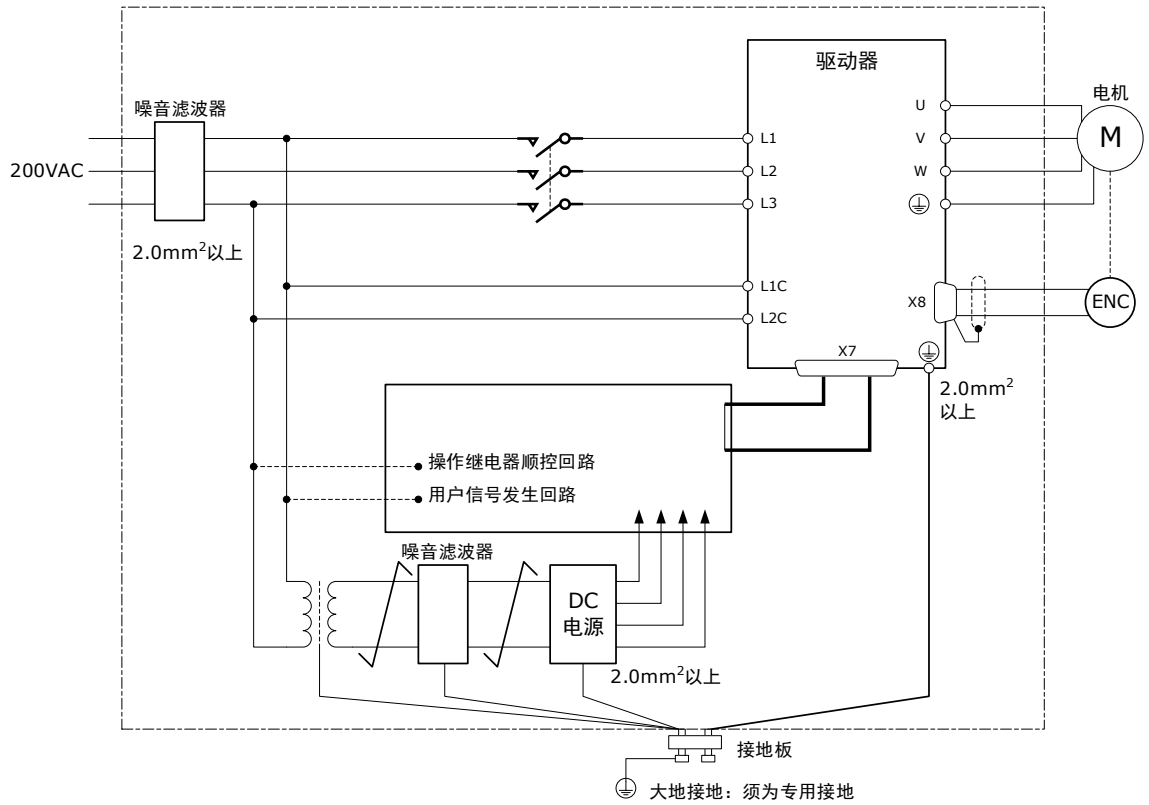 驱动器
噪音滤波器
200VAC
2.0mm²以上
L1
L2
L3
L1C
L2C
U
V
W
电机
M
X8
ENC
X7
2.0mm²
以上
操作继电器顺控回路
用户信号发生回路
噪音滤波器
DC
电源
2.0mm²以上
接地板
大地接地：须为专用接地